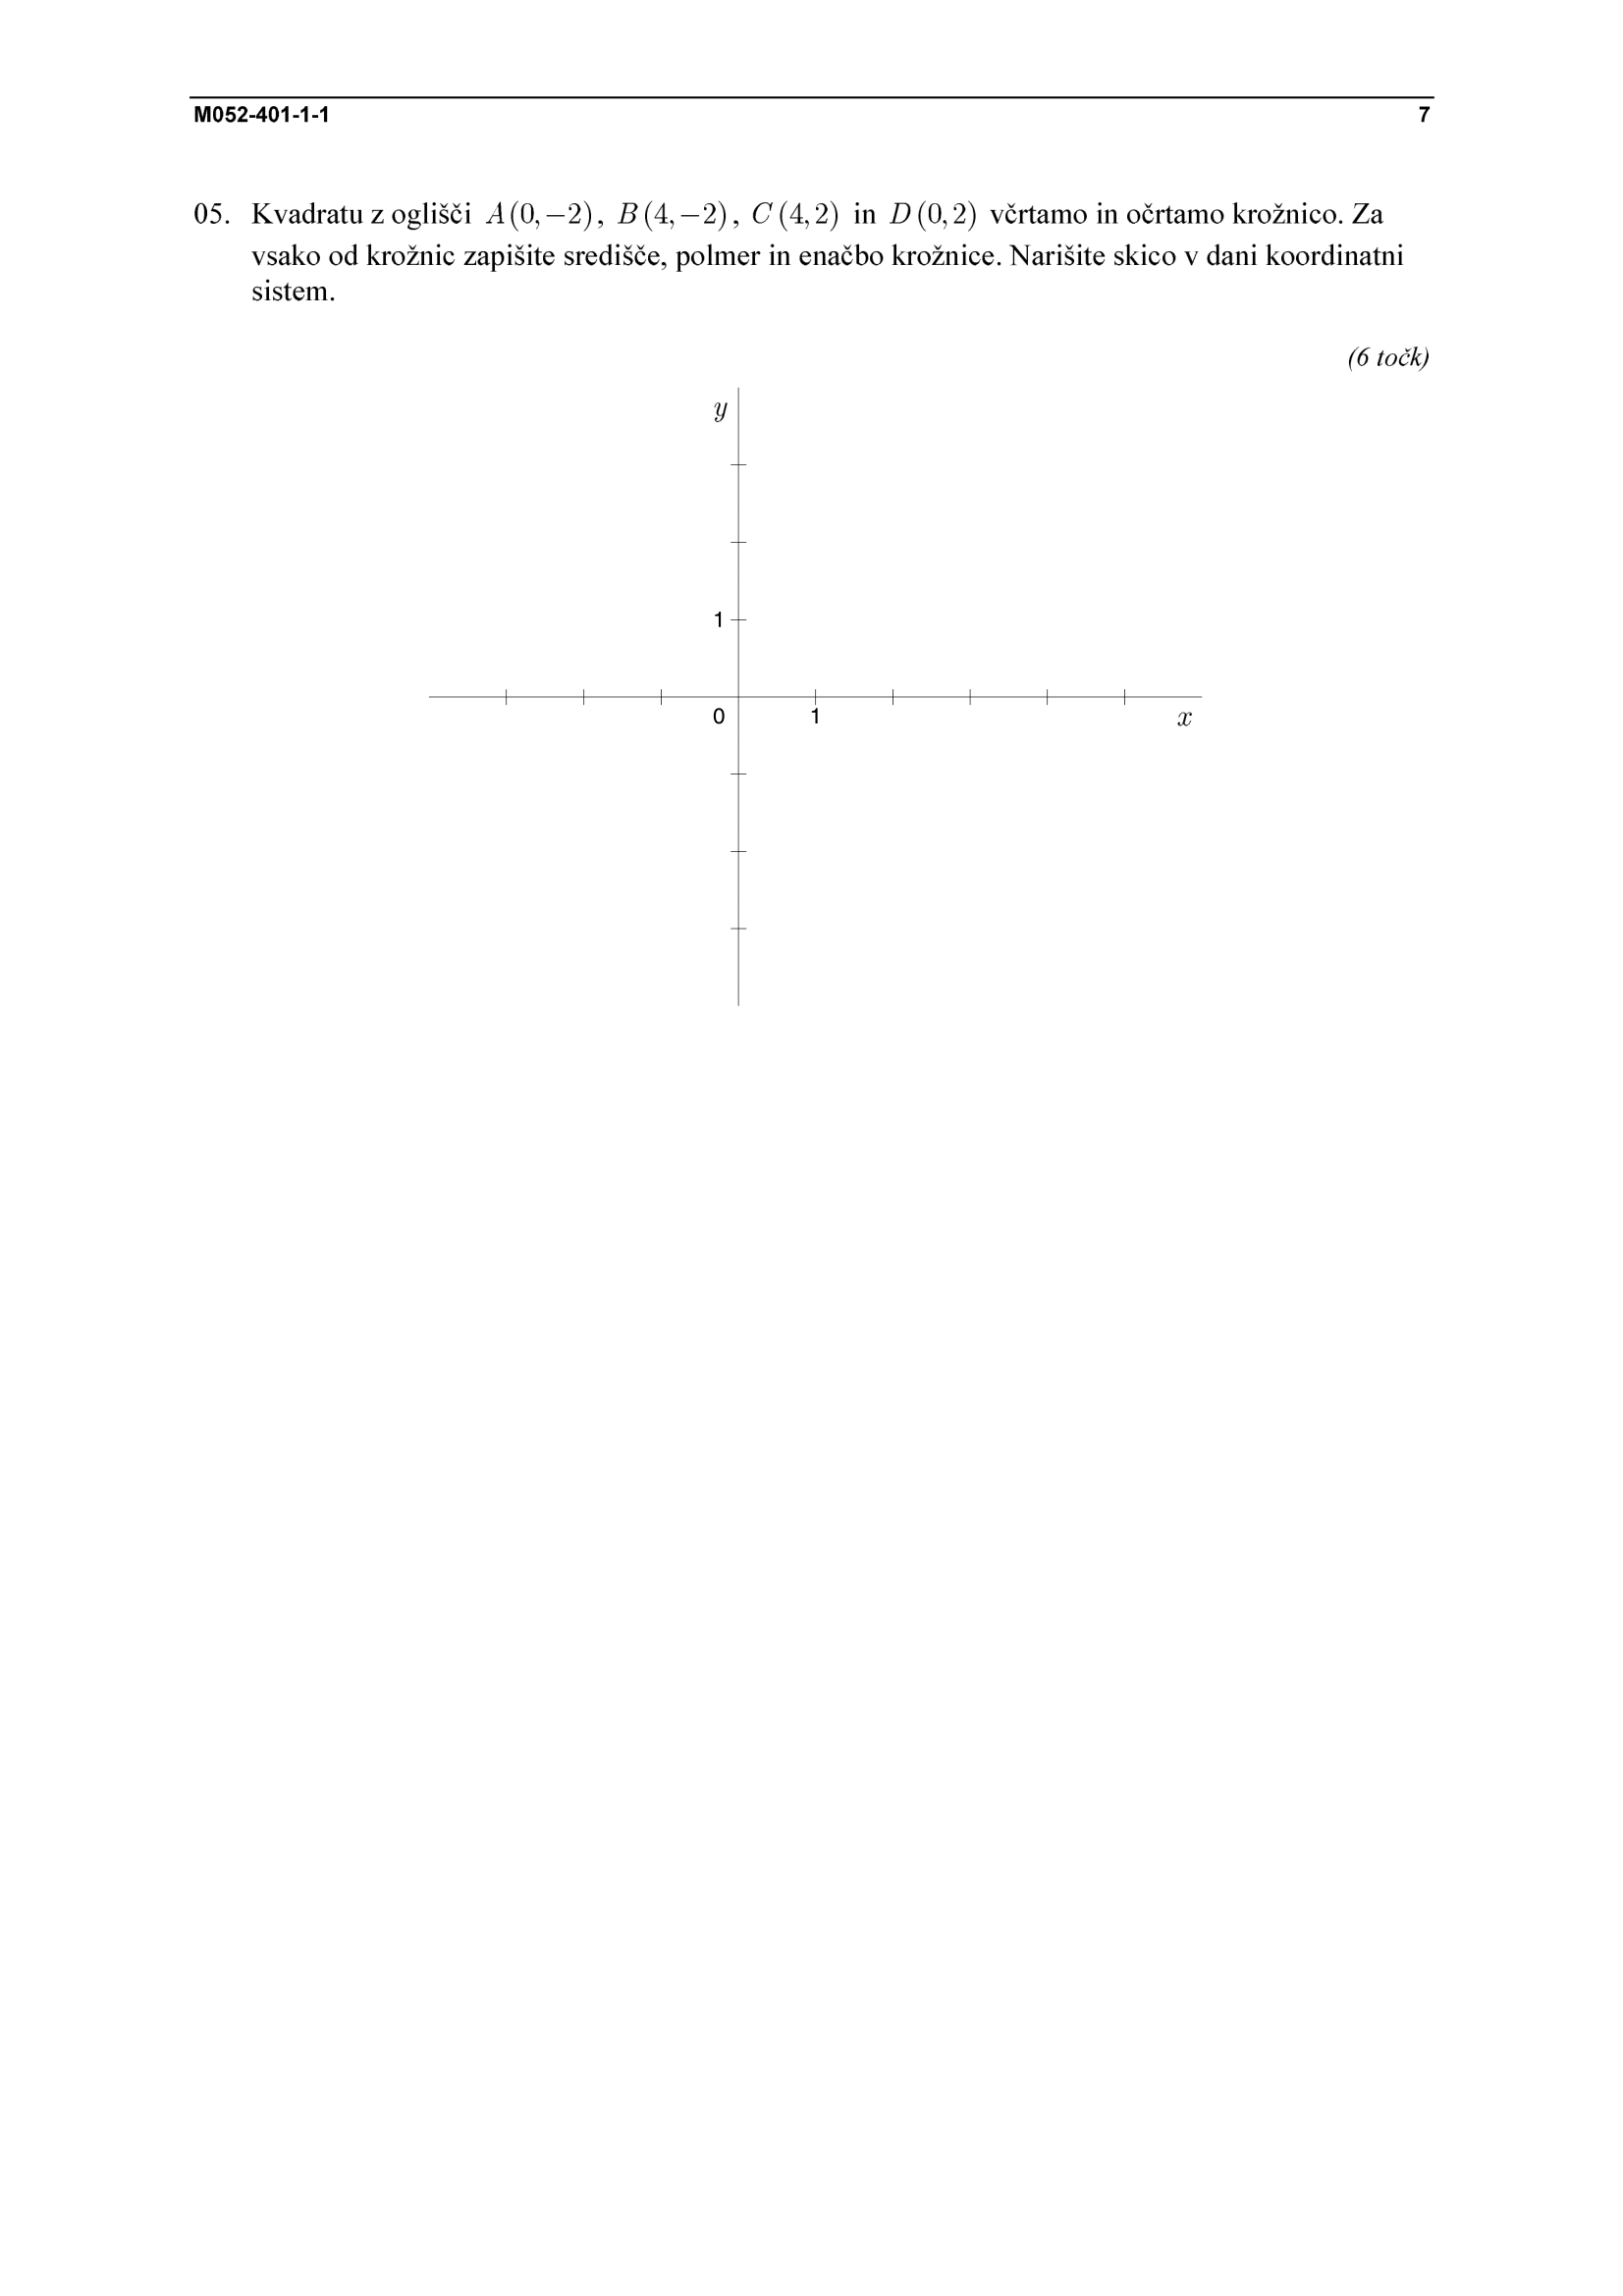 M052-401-1-1 7
05. Kvadratu z oglišči A(0,−2), B(4,−2), C(4,2) in D(0,2) včrtamo in očrtamo krožnico. Za
vsako od krožnic zapišite središče, polmer in enačbo krožnice. Narišite skico v dani koordinatni
sistem.
(6 točk)
y
1
0 1 x